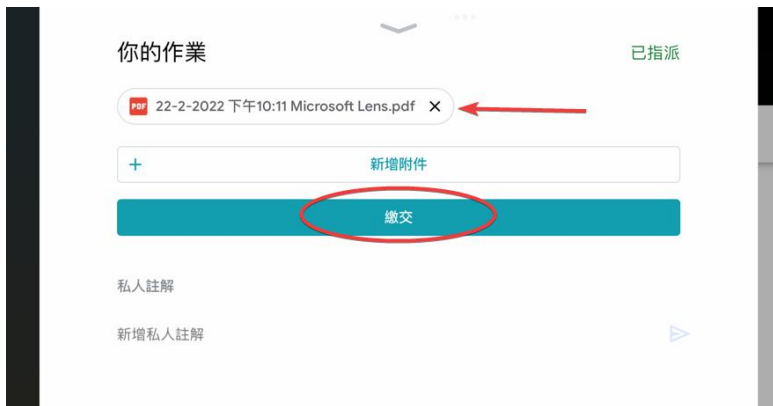 你的作業
已指派
PDF 22-2-2022 下午10:11 Microsoft Lens.pdf
新增附件
繳交
私人註解
新增私人註解